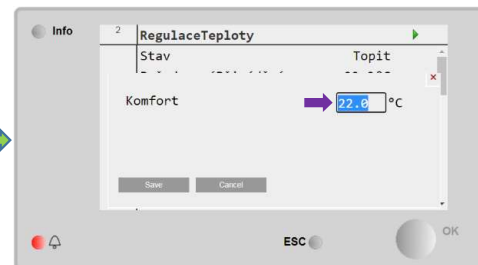 Info
2
RegulaceTeploty
Stav Topit
×
Komfort 22.0 °C
Save Cancel
ESC OK